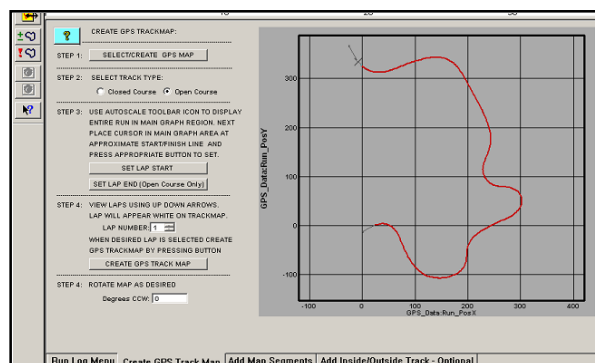 CREATE GPS TRACKMAP:
STEP 1: SELECT/CREATE GPS MAP
STEP 2: SELECT TRACK TYPE:
Closed Course Open Course
STEP 3: USE AUTOSCALE TOOLBAR ICON TO DISPLAY
ENTIRE RUN IN MAIN GRAPH REGION. NEXT
PLACE CURSOR IN MAIN GRAPH AREA AT
APPROXIMATE START/FINISH LINE AND
PRESS APPROPRIATE BUTTON TO SET.
SET LAP START
SET LAP END (Open Course Only)
STEP 4: VIEW LAPS USING UP DOWN ARROWS.
LAP WILL APPEAR WHITE ON TRACKMAP.
LAP NUMBER: 1
WHEN DESIRED LAP IS SELECTED CREATE
GPS TRACKMAP BY PRESSING BUTTON
CREATE GPS TRACK MAP
STEP 4: ROTATE MAP AS DESIRED
Degrees CCW: 0
GPS_Data:Run_PosY
300
200
100
0
-100
-100 0 100 200 300 400
GPS_Data:Run_PosX
Run Log Menu Create GPS Track Map Add Map Segments Add Inside/Outside Track - Optional